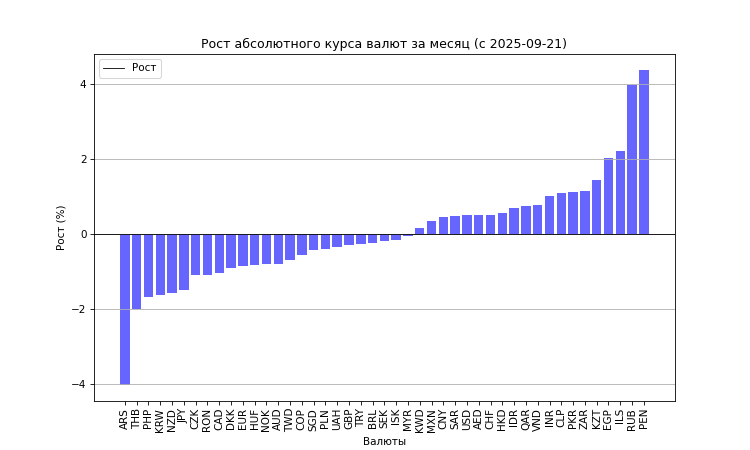 Рост абсолютного курса валют за месяц (с 2025-09-21)
Рост
Рост (%)
4
2
0
−2
−4
ARS THB PHP KRW NZD JPY CZK RON CAD DKK EUR HUF NOK AUD TWD COP SGD PLN UAH GBP TRY BRL SEK ISK MYR KWD MXN CNY SAR USD AED CHF HKD IDR QAR VND INR CLP PKR ZAR KZT EGP ILS RUB PEN
Валюты